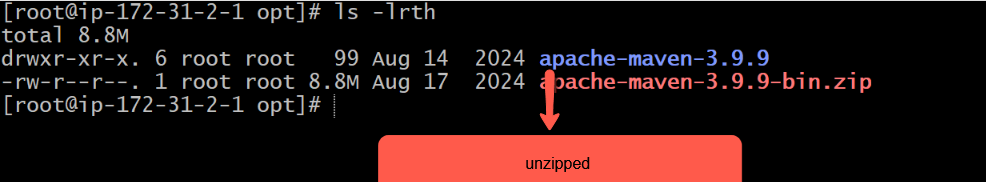 [root@ip-172-31-2-1 opt]# ls -lrth
total 8.8M
drwxr-xr-x. 6 root root   99 Aug 14  2024 apache-maven-3.9.9
-rw-r--r--. 1 root root 8.8M Aug 17  2024 apache-maven-3.9.9-bin.zip
[root@ip-172-31-2-1 opt]#
unzipped